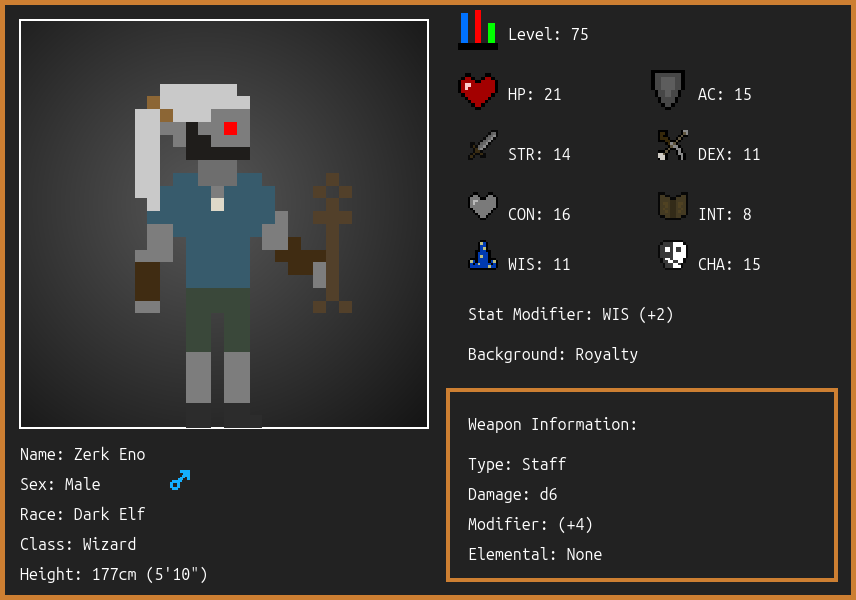 Level: 75
HP: 21
AC: 15
STR: 14
DEX: 11
CON: 16
INT: 8
WIS: 11
CHA: 15
Stat Modifier: WIS (+2)
Background: Royalty
Weapon Information:
Type: Staff
Damage: d6
Modifier: (+4)
Elemental: None
Name: Zerk Eno
Sex: Male
Race: Dark Elf
Class: Wizard
Height: 177cm (5'10")